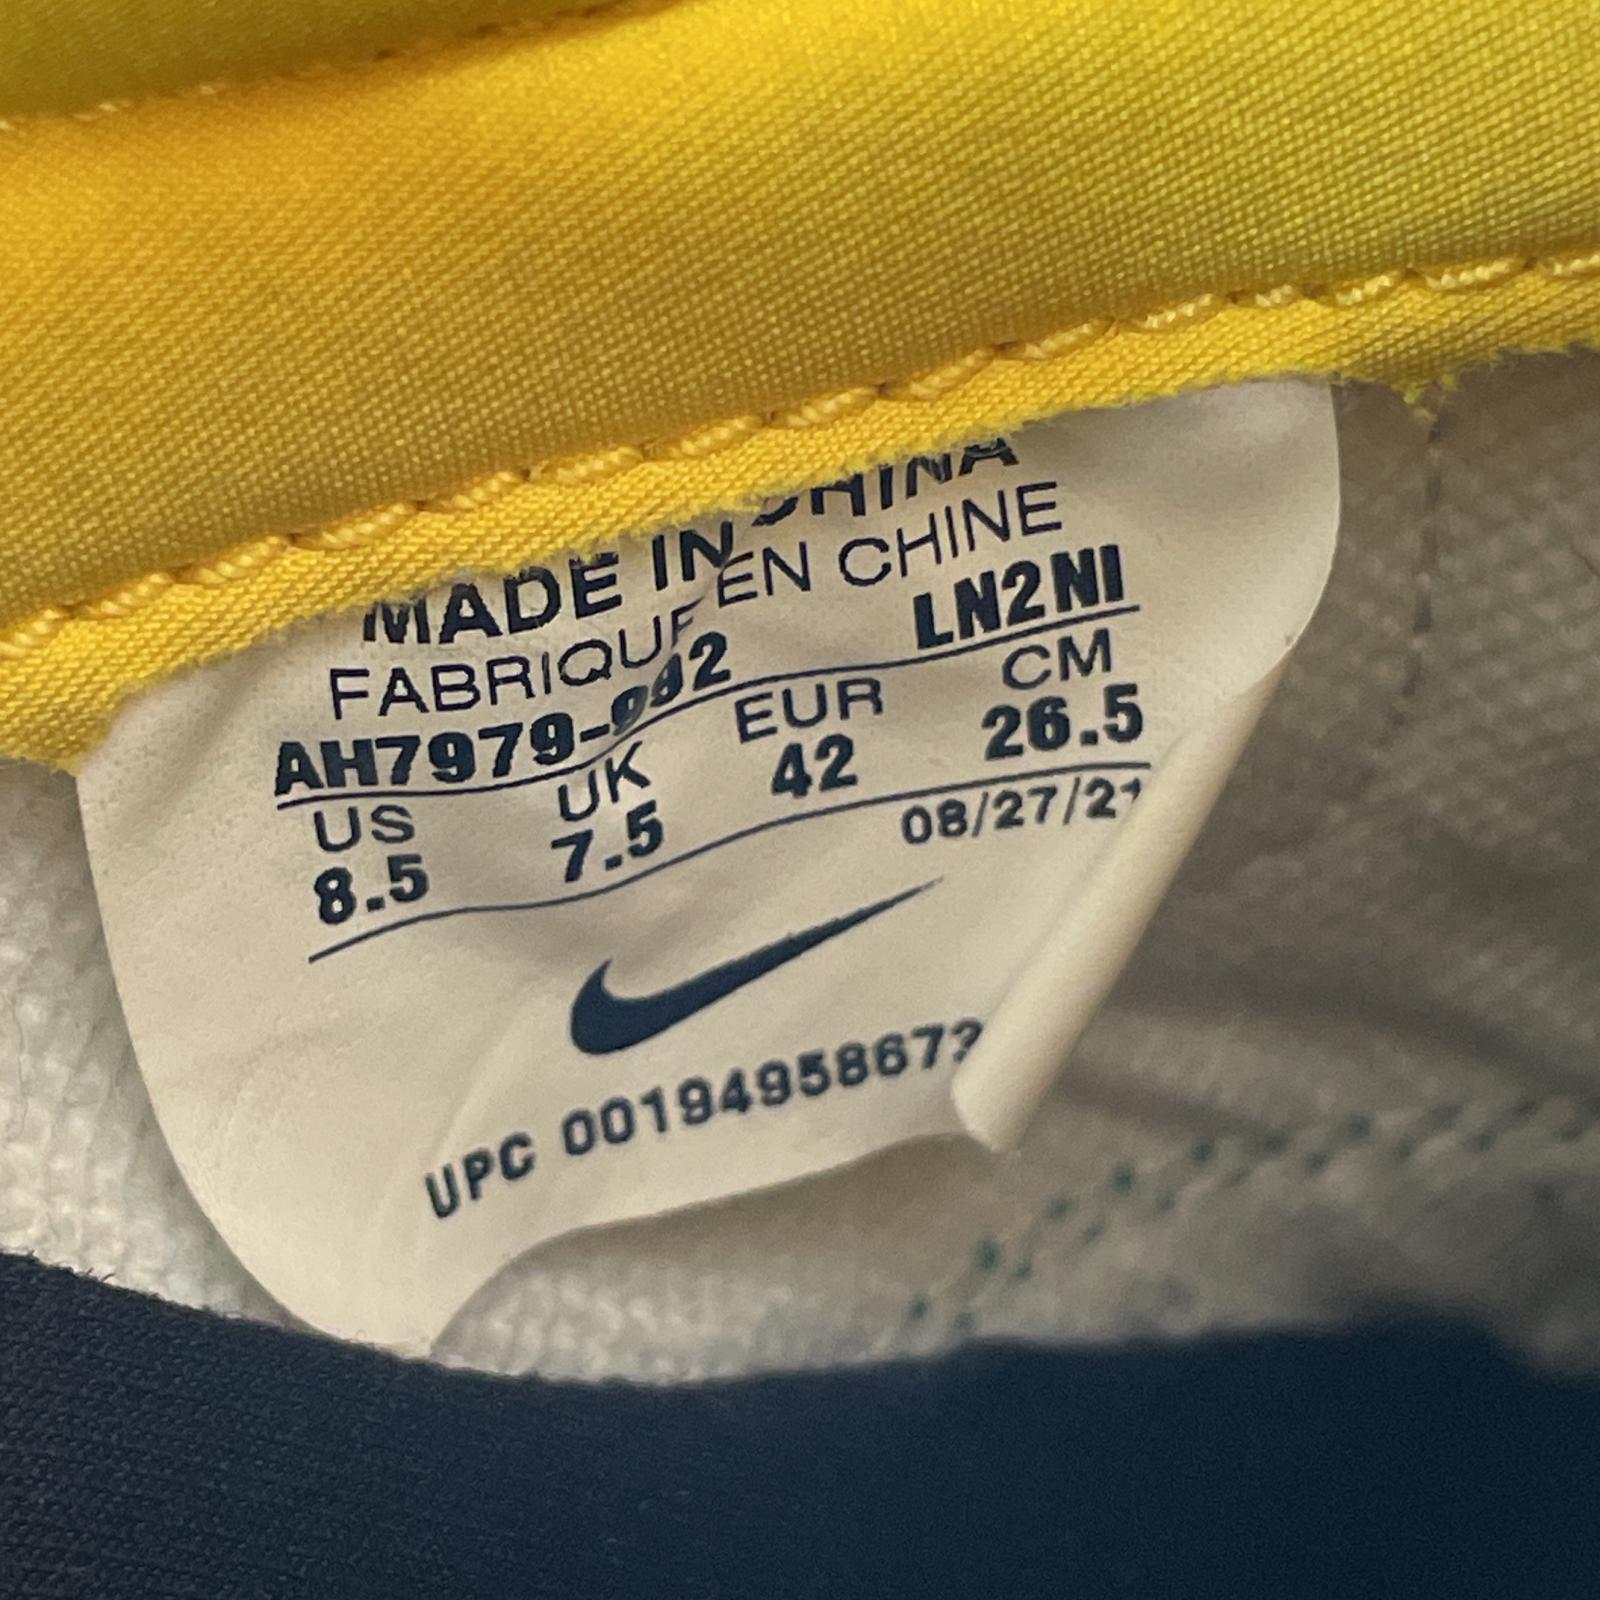 MADE IN CHINA
FABRIQUE EN CHINE
AH7979-992 LN2NI
US UK EUR CM
8.5 7.5 42 26.5
08/27/21
UPC 00194958673